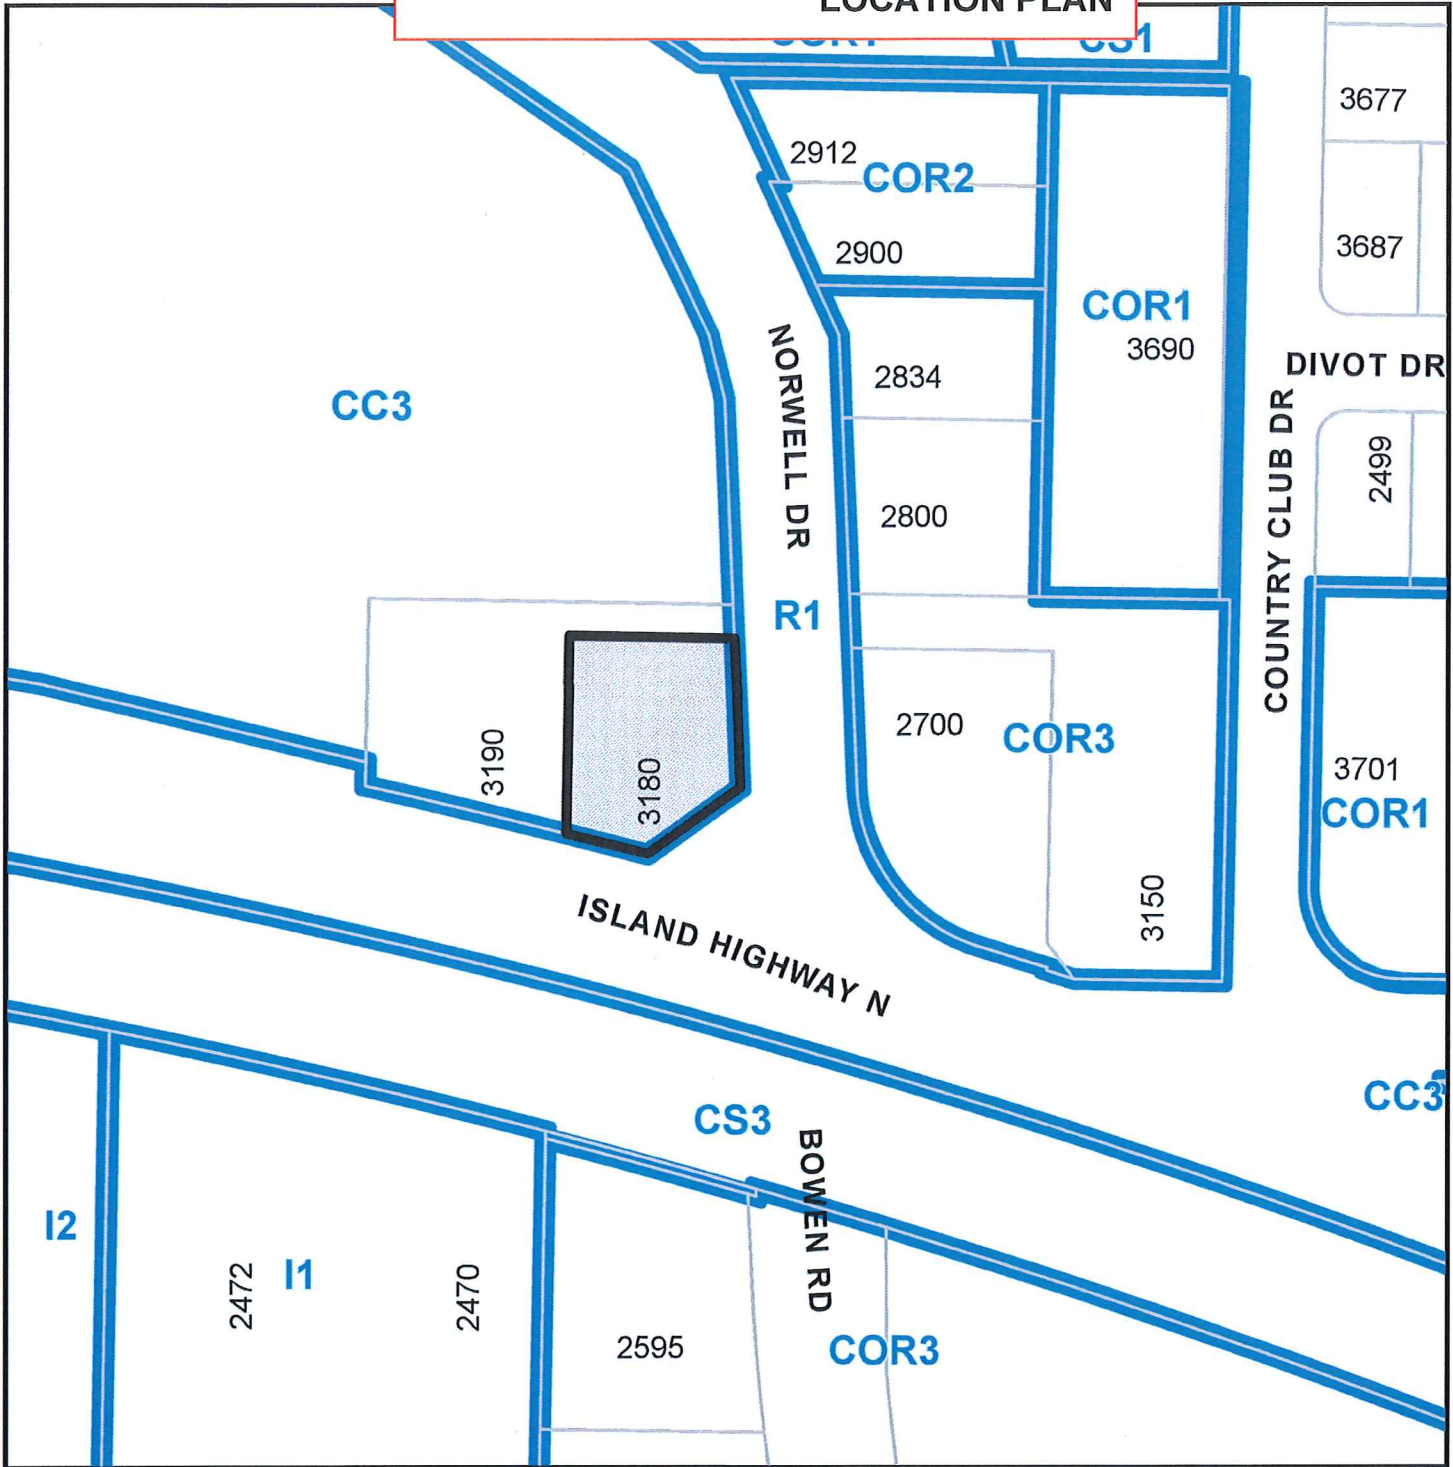 LOCATION PLAN
COR1
CS1
3677
2912
COR2
2900
3687
COR1
3690
NORWELL DR
DIVOT DR
2834
CC3
COUNTRY CLUB DR
2499
2800
R1
3190
3180
2700
COR3
3701
COR1
3150
ISLAND HIGHWAY N
CC3
CS3
BOWEN RD
I2
2472
I1
2470
2595
COR3